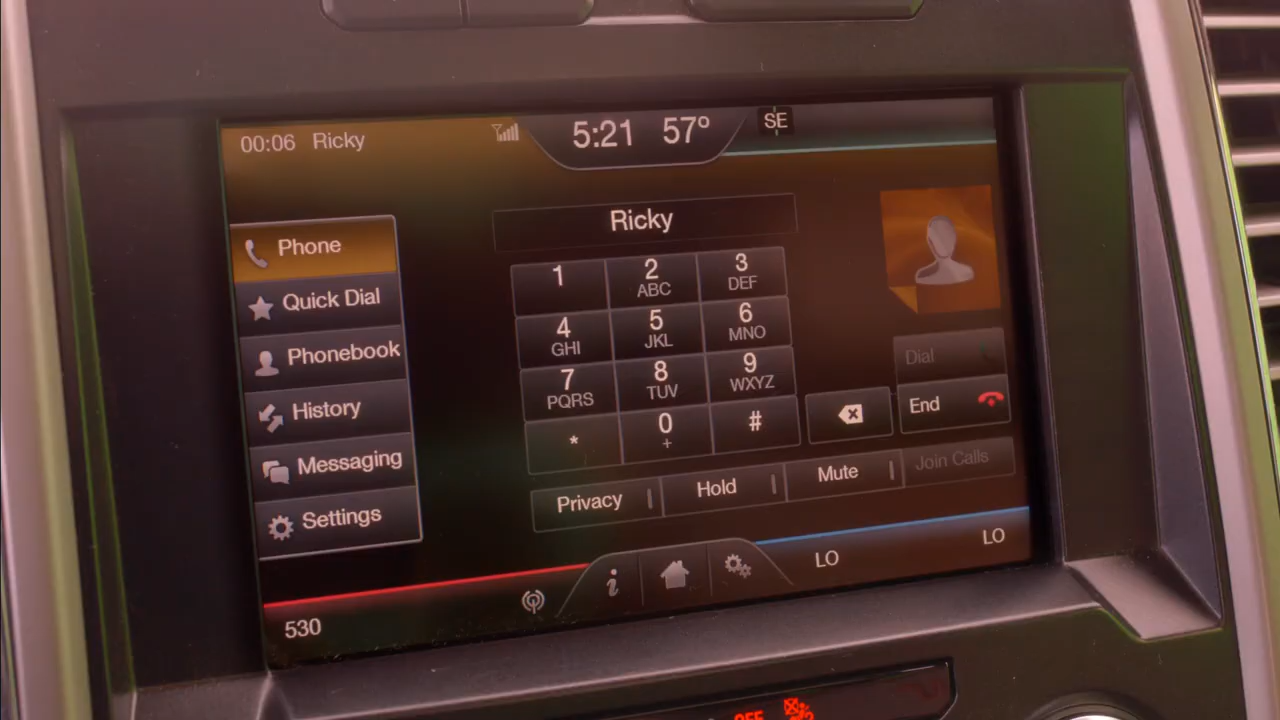 00:06 Ricky
5:21 57°
SE
Ricky
Phone
Quick Dial
Phonebook
History
Messaging
Settings
1
2 ABC
3 DEF
4 GHI
5 JKL
6 MNO
7 PQRS
8 TUV
9 WXYZ
*
0 +
#
Dial
End
Privacy
Hold
Mute
Join Calls
530
i
LO
LO
OFF